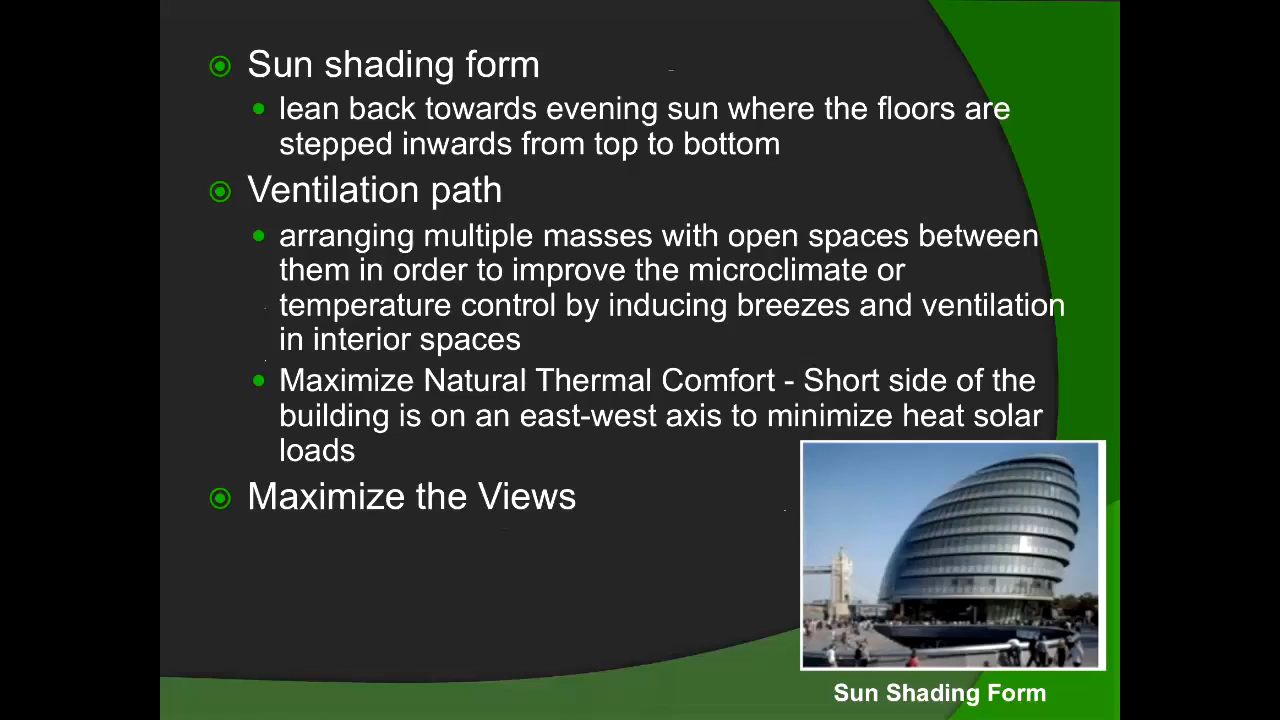 Sun shading form
lean back towards evening sun where the floors are
stepped inwards from top to bottom
Ventilation path
arranging multiple masses with open spaces between
them in order to improve the microclimate or
temperature control by inducing breezes and ventilation
in interior spaces
Maximize Natural Thermal Comfort - Short side of the
building is on an east-west axis to minimize heat solar
loads
Maximize the Views
Sun Shading Form